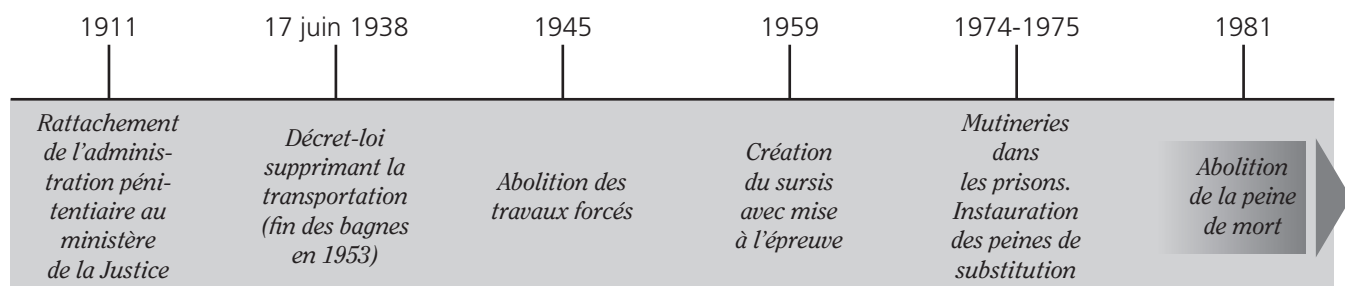 1911
Rattachement
de l'adminis-
tration péni-
tentiaire au
ministère
de la Justice
17 juin 1938
Décret-loi
supprimant la
transportation
(fin des bagnes
en 1953)
1945
Abolition des
travaux forcés
1959
Création
du sursis
avec mise
à l'épreuve
1974-1975
Mutineries
dans
les prisons.
Instauration
des peines de
substitution
1981
Abolition
de la peine
de mort